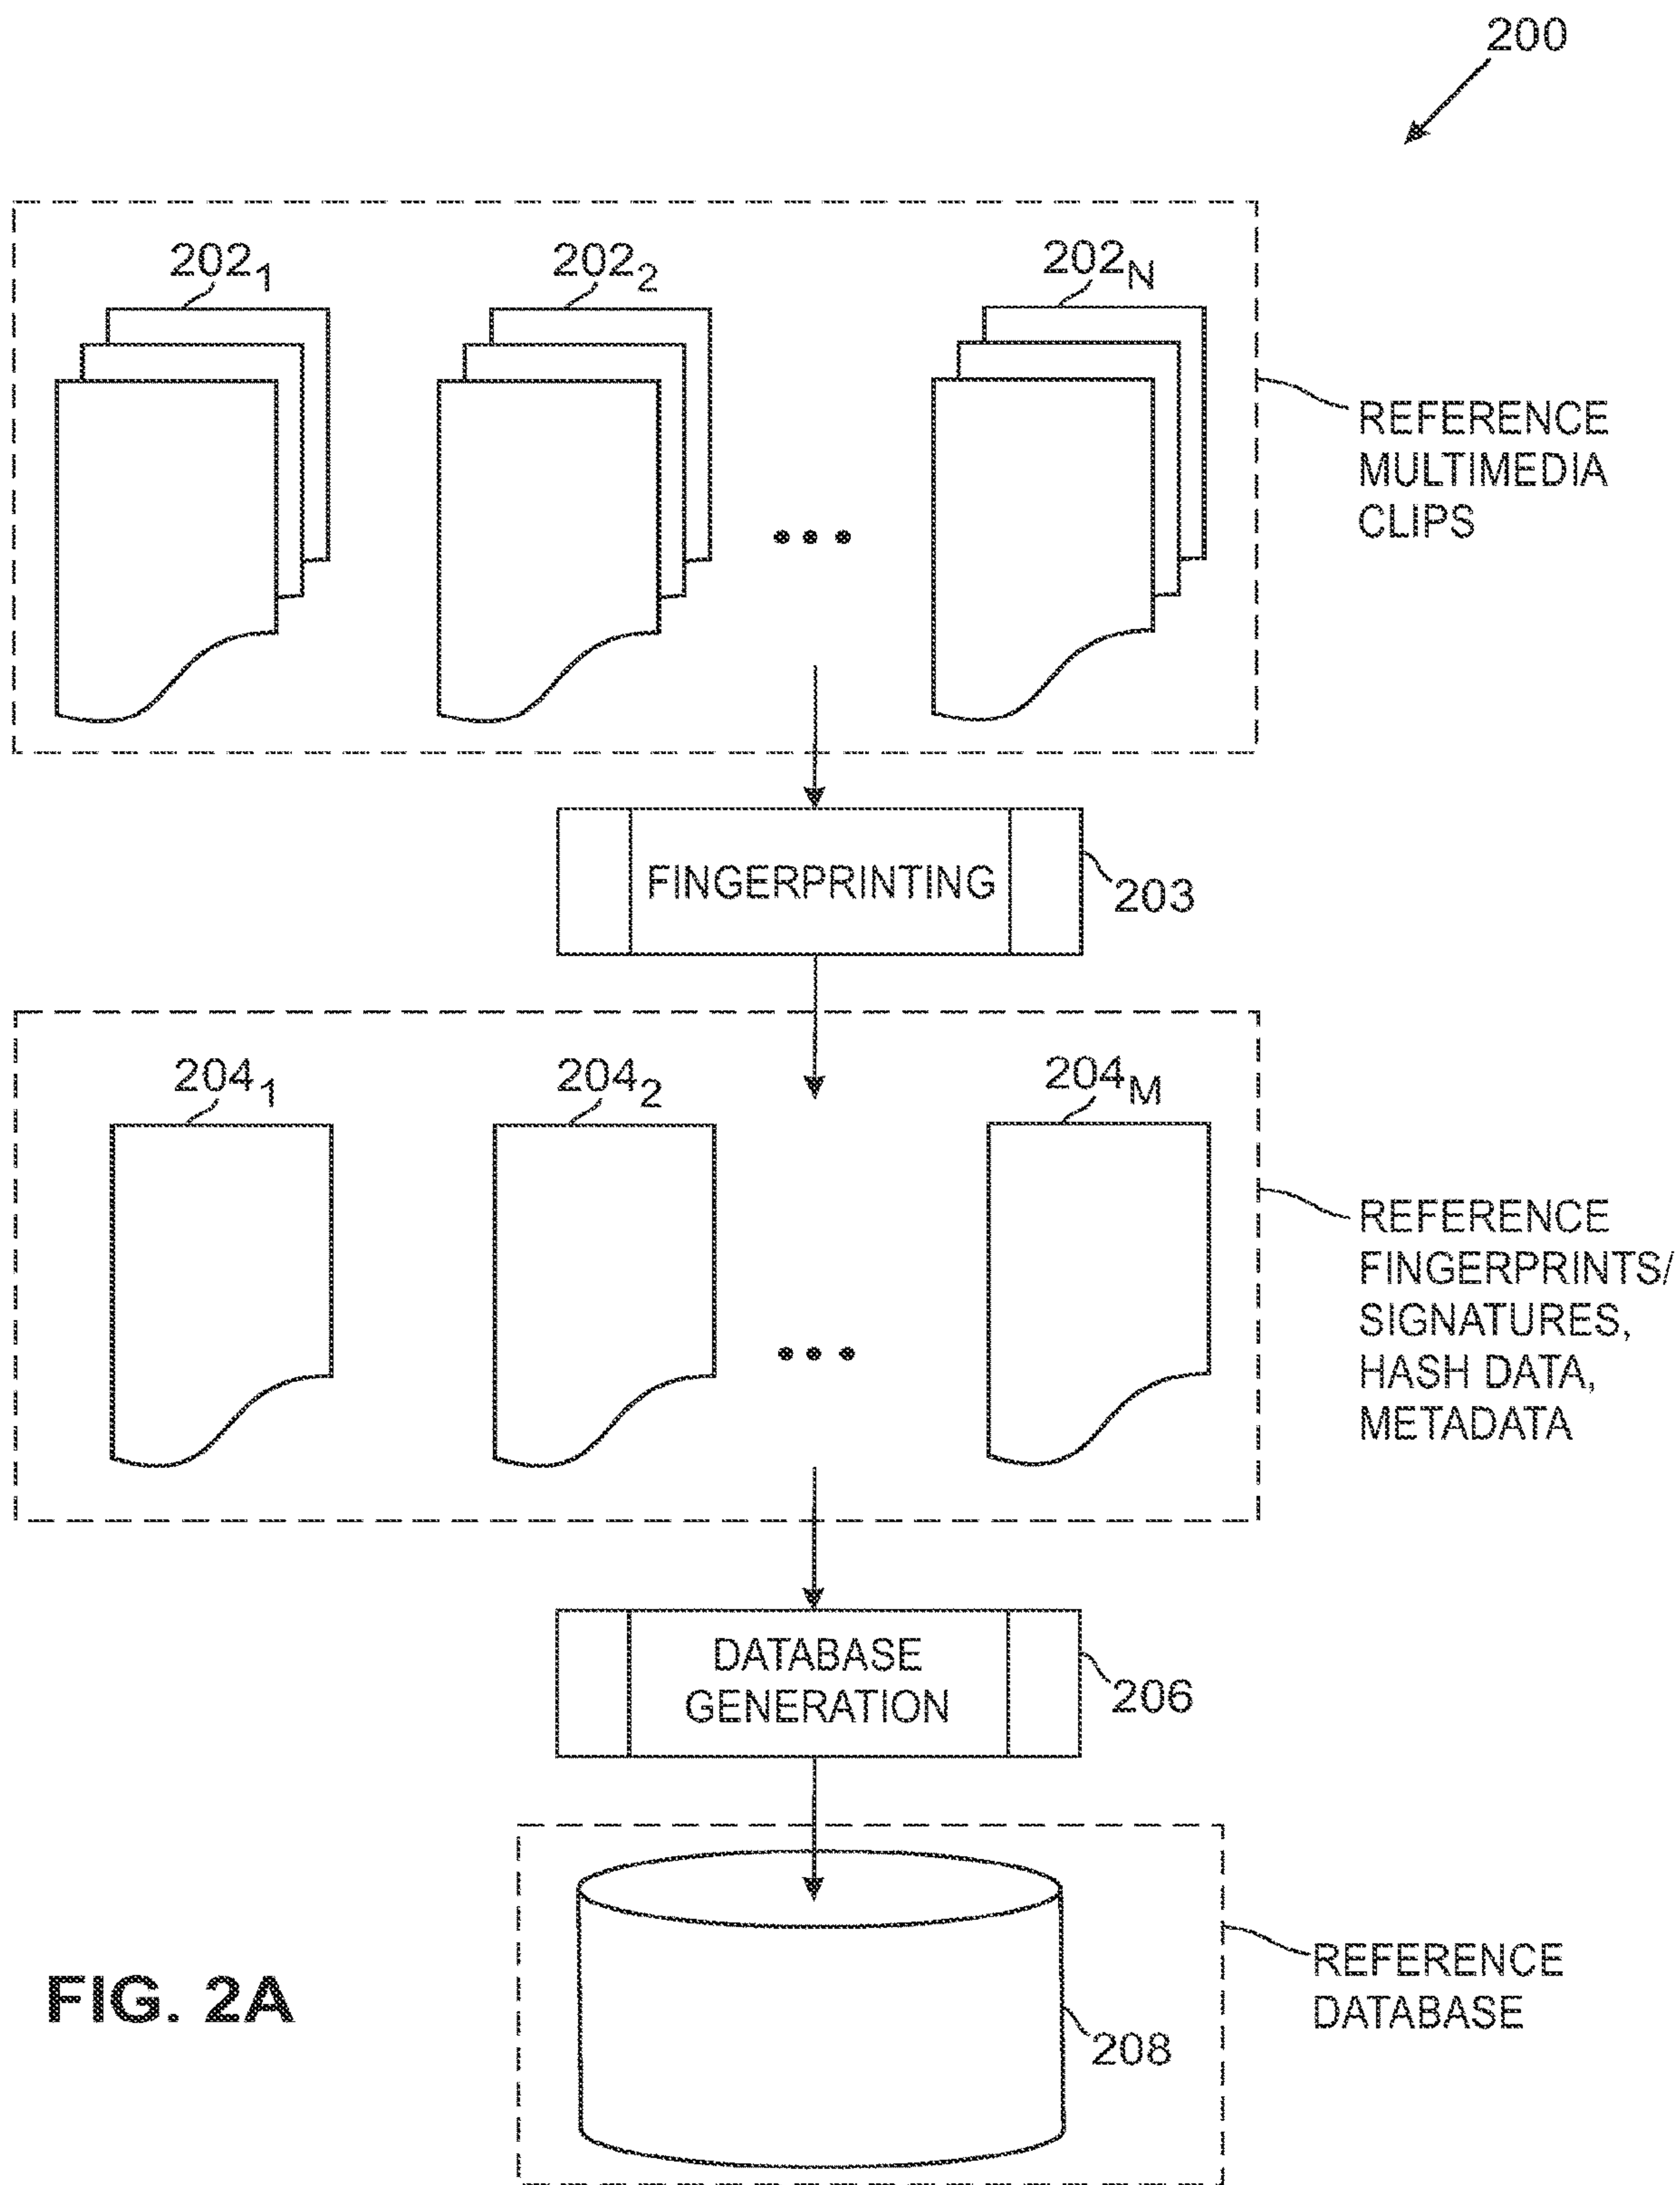 200
202₁ 202₂ 202N
REFERENCE
MULTIMEDIA
CLIPS
FINGERPRINTING
203
204₁ 204₂ 204M
REFERENCE
FINGERPRINTS/
SIGNATURES,
HASH DATA,
METADATA
DATABASE
GENERATION
206
REFERENCE
DATABASE
208
FIG. 2A